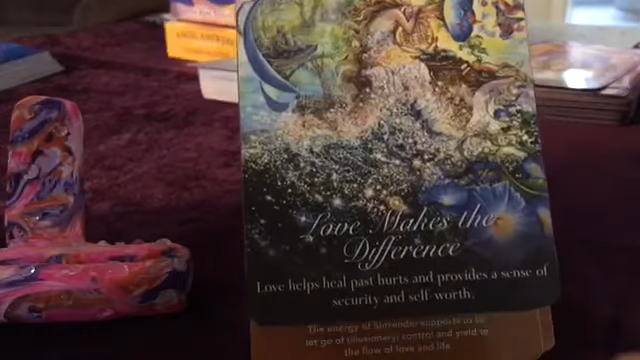 Love Makes the
Difference
Love helps heal past hurts and provides a sense of
security and self-worth.
The energy of Surrender supports us to
let go of illusionary control and yield to
the flow of love and life.